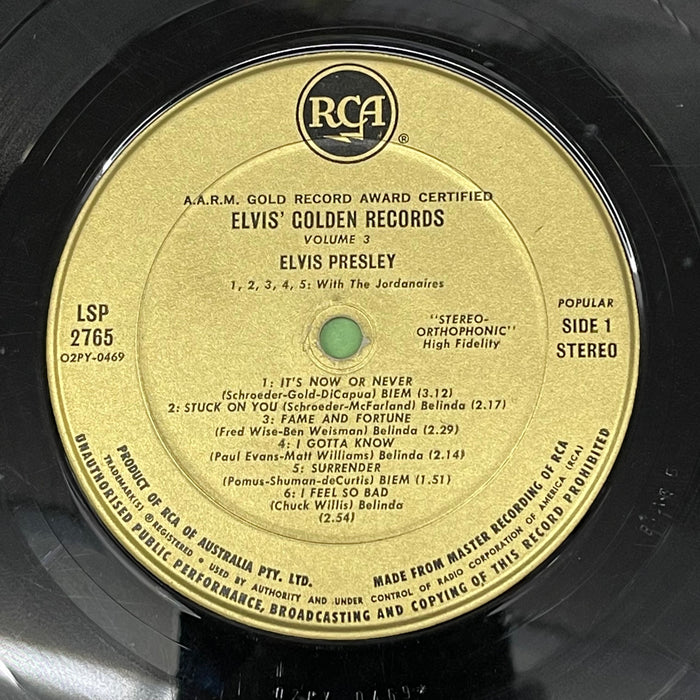 RCA
®
A.A.R.M. GOLD RECORD AWARD CERTIFIED
ELVIS' GOLDEN RECORDS
VOLUME 3
ELVIS PRESLEY
1, 2, 3, 4, 5: With The Jordanaires
LSP
2765
O2PY-0469
"STEREO-
ORTHOPHONIC"
High Fidelity
POPULAR
SIDE 1
STEREO
1: IT'S NOW OR NEVER
(Schroeder-Gold-DiCapua) BIEM (3.12)
2: STUCK ON YOU (Schroeder-McFarland) Belinda (2.17)
3: FAME AND FORTUNE
(Fred Wise-Ben Weisman) Belinda (2.29)
4: I GOTTA KNOW
(Paul Evans-Matt Williams) Belinda (2.14)
5: SURRENDER
(Pomus-Shuman-deCurtis) BIEM (1.51)
6: I FEEL SO BAD
(Chuck Willis) Belinda
(2.54)
PRODUCT OF RCA OF AUSTRALIA PTY. LTD. MADE FROM MASTER RECORDING OF RCA
TRADEMARK(S) ® REGISTERED • USED BY AUTHORITY AND UNDER CONTROL OF RADIO CORPORATION OF AMERICA (RCA)
UNAUTHORISED PUBLIC PERFORMANCE, BROADCASTING AND COPYING OF THIS RECORD PROHIBITED